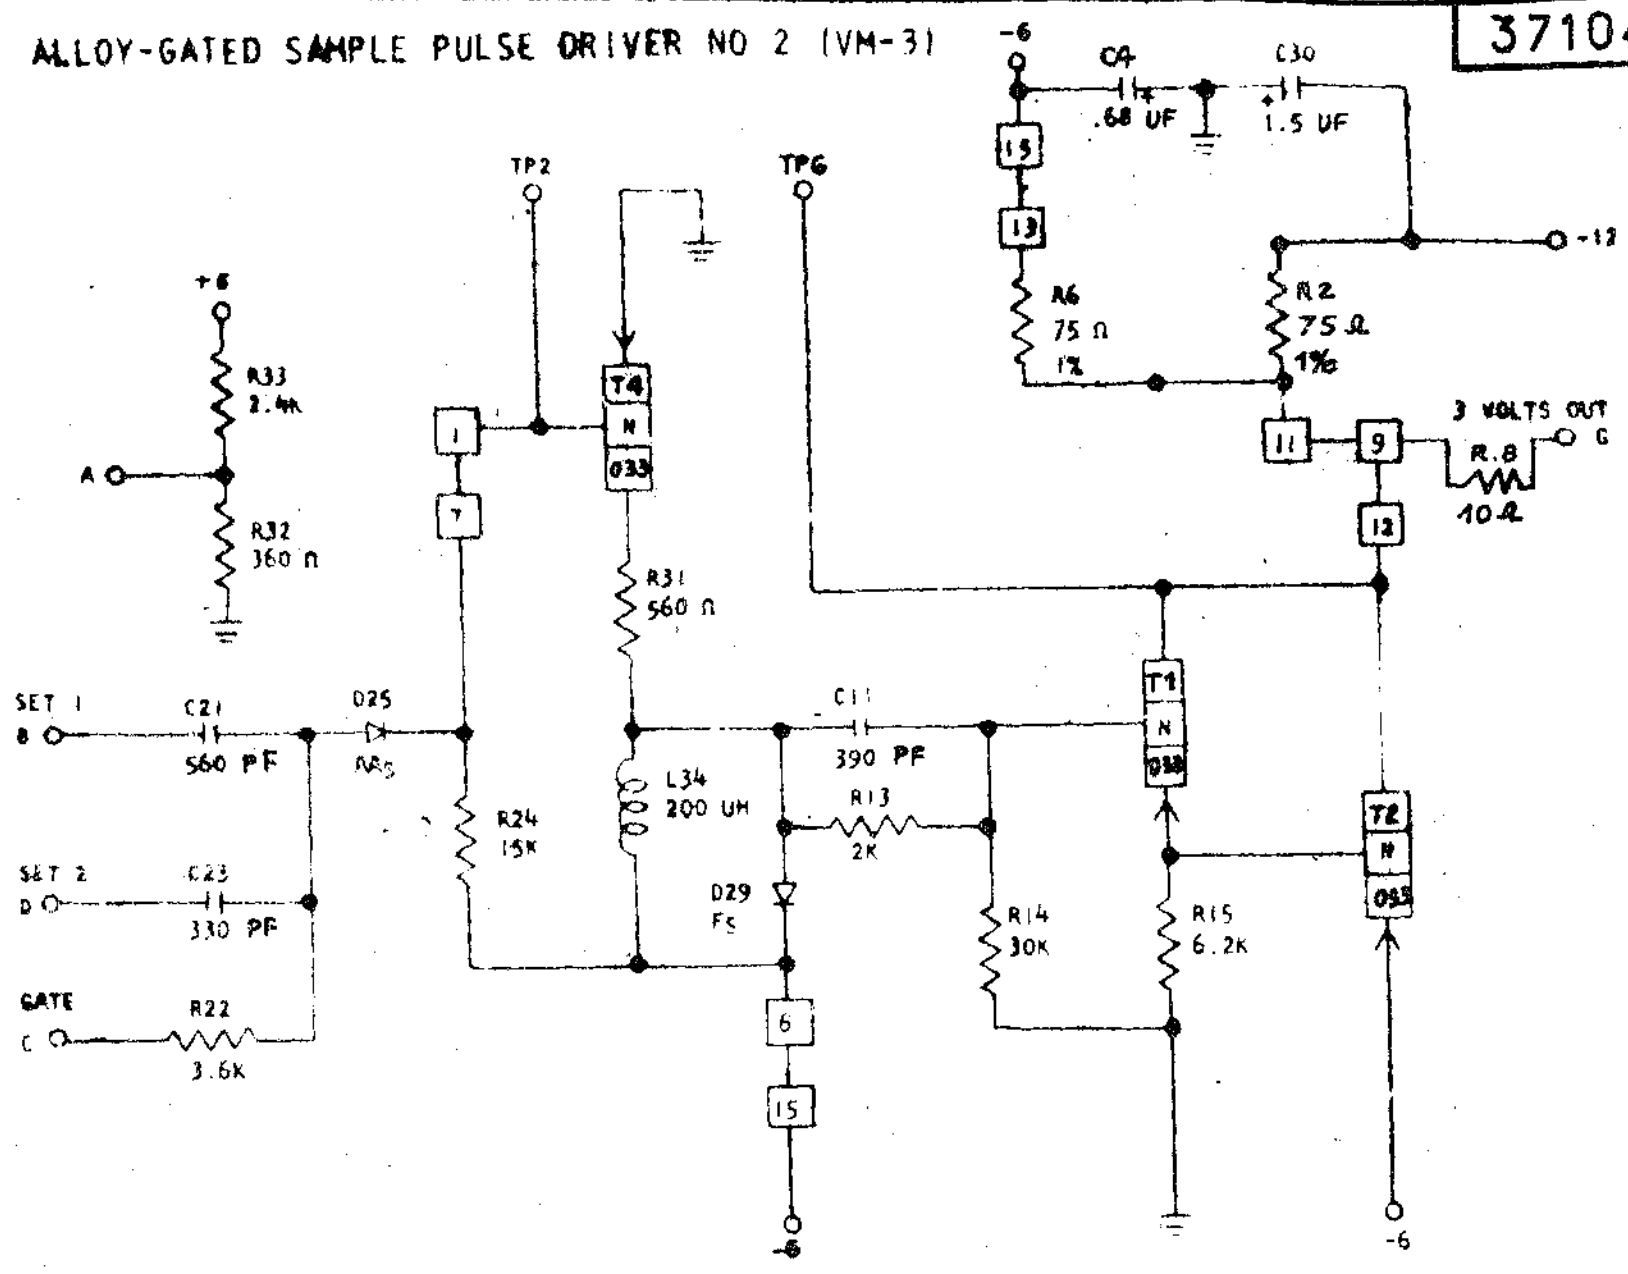 ALLOY-GATED SAMPLE PULSE DRIVER NO 2 (VM-3)
-6
C4
.68 UF
C30
1.5 UF
15
13
TP2
TP6
-12
+6
R33
2.4K
A
R32
360 Ω
T4
N
033
1
7
R6
75 Ω
1%
R2
75 Ω
1%
3 VOLTS OUT
G
11
9
R.8
10 Ω
12
R31
560 Ω
SET 1
B
C21
560 PF
D25
C11
390 PF
T1
N
033
L34
200 UH
R13
2K
R24
15K
T2
N
SET 2
D
C23
330 PF
D29
FS
R14
30K
R15
6.2K
GATE
C
R22
3.6K
6
15
-6
-6